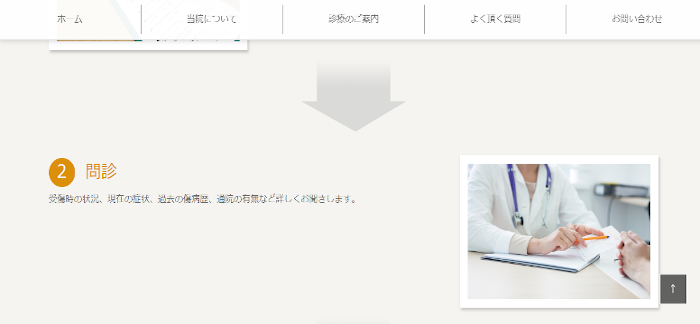 ホーム
当院について
診療のご案内
よく頂く質問
お問い合わせ
2 問診
受傷時の状況、現在の症状、過去の傷病歴、通院の有無など詳しくお聞きします。
↑